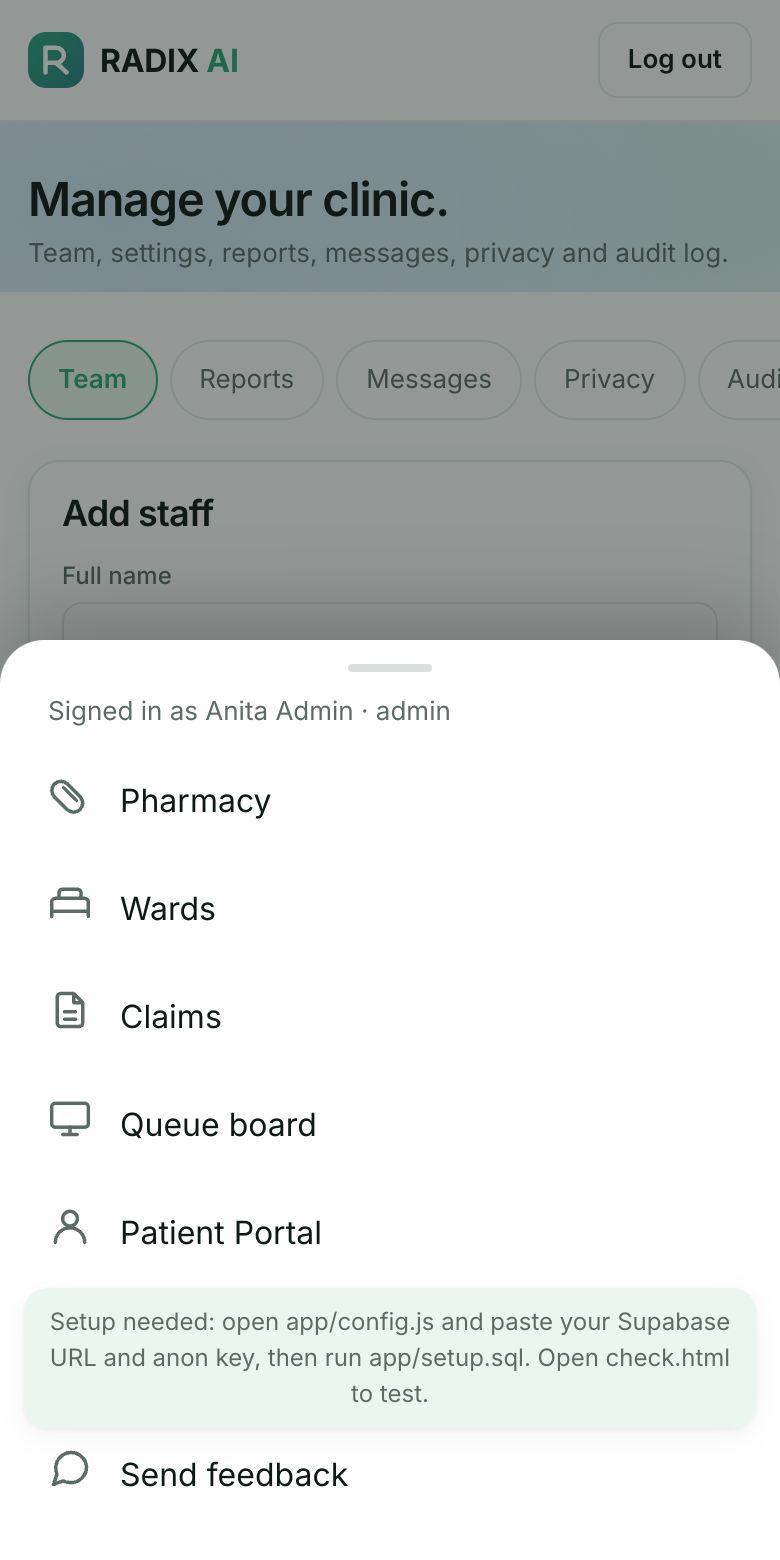 RADIX AI
Log out
Manage your clinic.
Team, settings, reports, messages, privacy and audit log.
Team
Reports
Messages
Privacy
Audi
Add staff
Full name
Signed in as Anita Admin · admin
Pharmacy
Wards
Claims
Queue board
Patient Portal
Setup needed: open app/config.js and paste your Supabase
URL and anon key, then run app/setup.sql. Open check.html
to test.
Send feedback